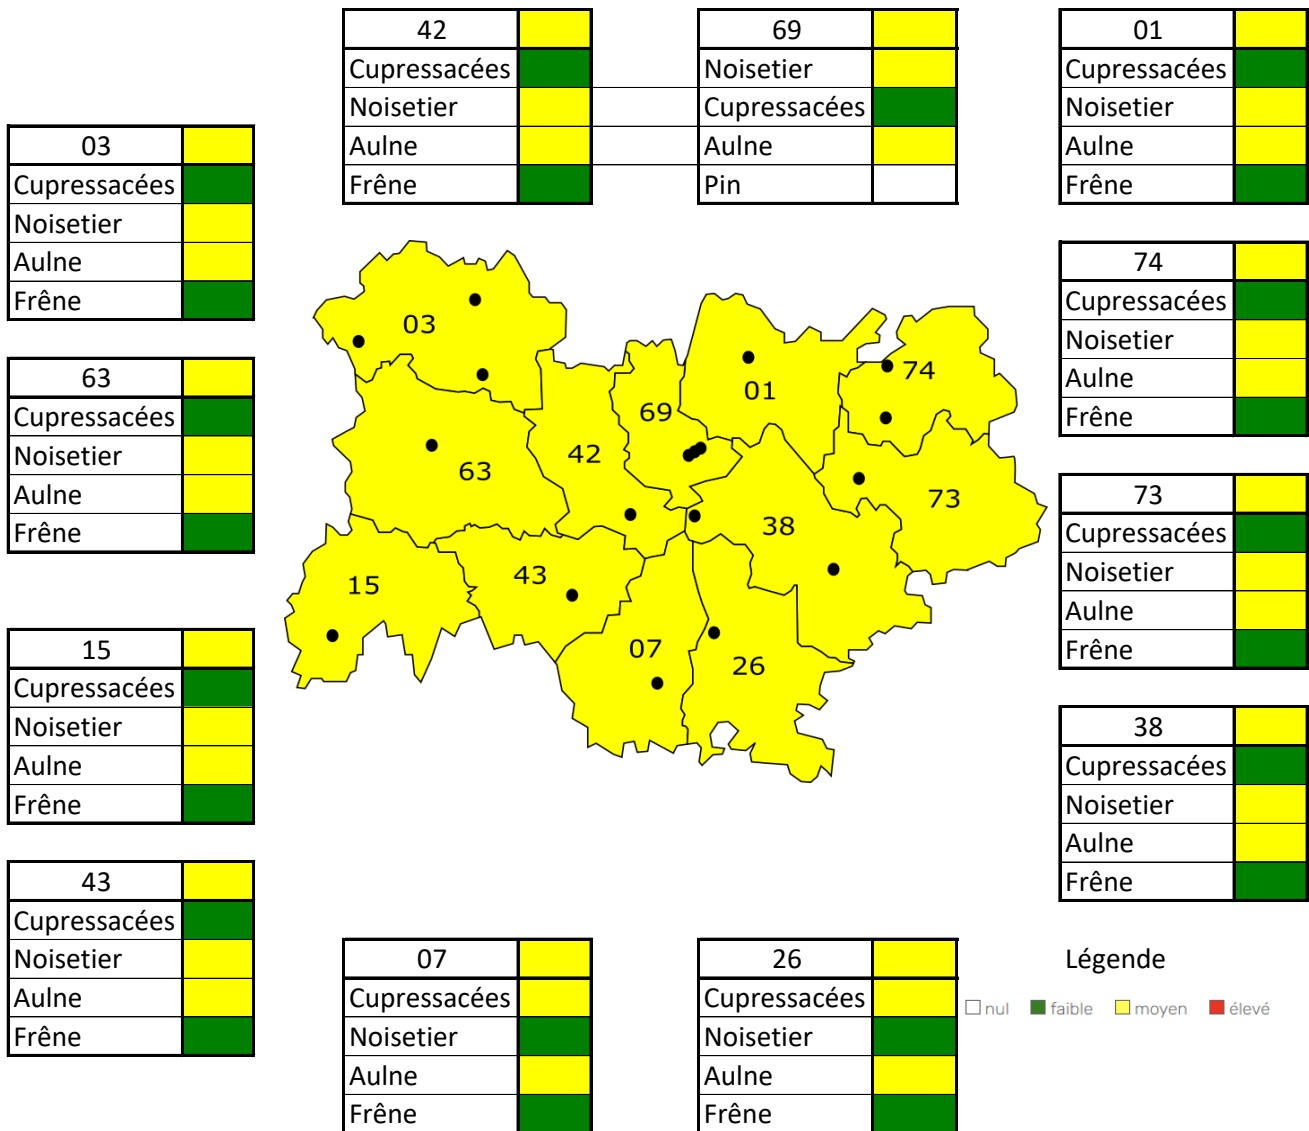 42
Cupressacées
Noisetier
Aulne
Frêne
69
Noisetier
Cupressacées
Aulne
Pin
01
Cupressacées
Noisetier
Aulne
Frêne
03
Cupressacées
Noisetier
Aulne
Frêne
74
Cupressacées
Noisetier
Aulne
Frêne
63
Cupressacées
Noisetier
Aulne
Frêne
03
01
74
69
42
63
73
38
43
15
07
26
73
Cupressacées
Noisetier
Aulne
Frêne
15
Cupressacées
Noisetier
Aulne
Frêne
38
Cupressacées
Noisetier
Aulne
Frêne
43
Cupressacées
Noisetier
Aulne
Frêne
07
Cupressacées
Noisetier
Aulne
Frêne
26
Cupressacées
Noisetier
Aulne
Frêne
Légende
nul faible moyen élevé